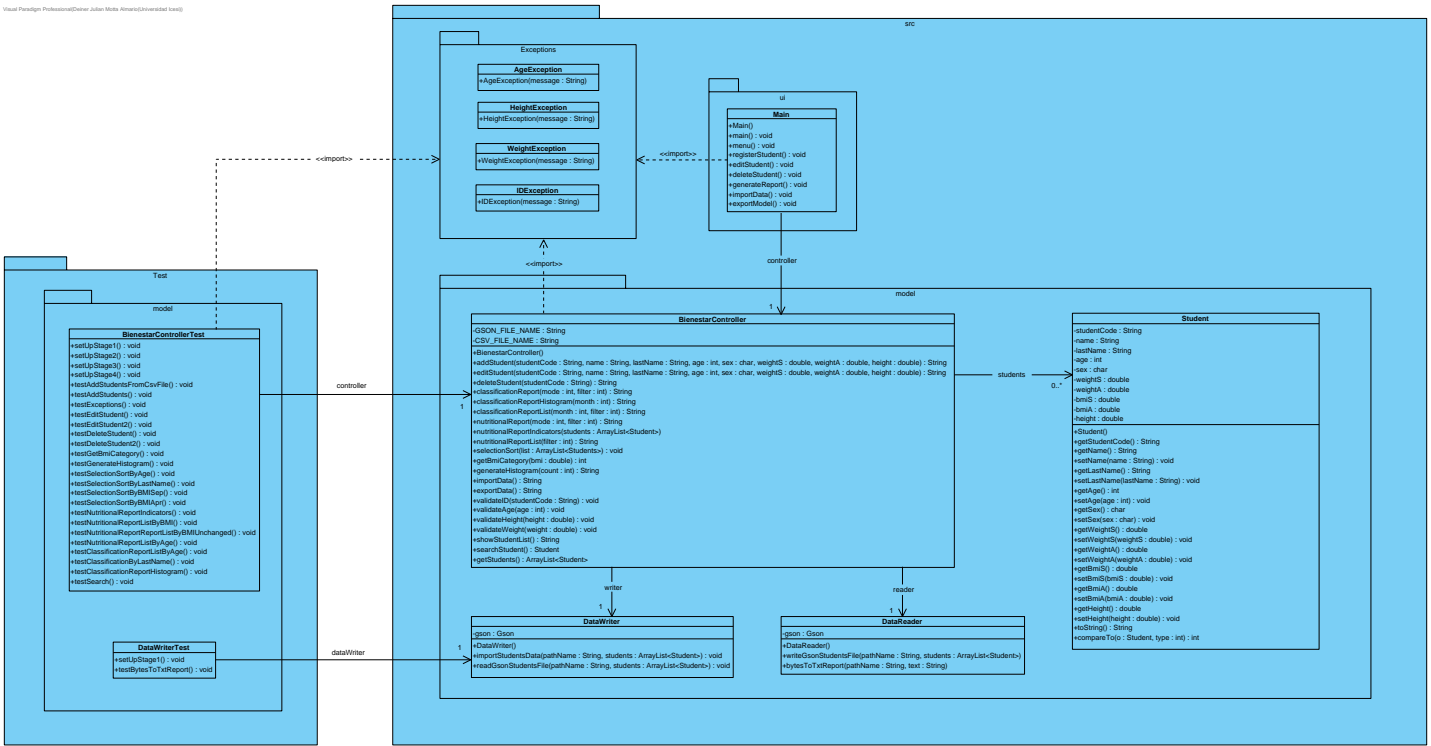 Visual Paradigm Professional(Deiner Julian Motta Almario(Universidad Icesi))
src
Exceptions
AgeException
+AgeException(message : String)
HeightException
+HeightException(message : String)
WeightException
+WeightException(message : String)
IDException
+IDException(message : String)
ui
Main
+Main()
+main() : void
+menu() : void
+registerStudent() : void
+editStudent() : void
+deleteStudent() : void
+generateReport() : void
+importData() : void
+exportModel() : void
<<import>>
<<import>>
<<import>>
controller
1
Test
model
BienestarControllerTest
+setUpStage1() : void
+setUpStage2() : void
+setUpStage3() : void
+setUpStage4() : void
+testAddStudentsFromCsvFile() : void
+testAddStudents() : void
+testExceptions() : void
+testEditStudent() : void
+testEditStudent2() : void
+testDeleteStudent() : void
+testDeleteStudent2() : void
+testGetBmiCategory() : void
+testGenerateHistogram() : void
+testSelectionSortByAge() : void
+testSelectionSortByLastName() : void
+testSelectionSortByBMISep() : void
+testSelectionSortByBMIApr() : void
+testNutritionalReportIndicators() : void
+testNutritionalReportListByBMI() : void
+testNutritionalReportReportListByBMIUnchanged() : void
+testNutritionalReportListByAge() : void
+testClassificationReportListByAge() : void
+testClassificationByLastName() : void
+testClassificationReportHistogram() : void
+testSearch() : void
DataWriterTest
+setUpStage1() : void
+testBytesToTxtReport() : void
controller
1
dataWriter
1
model
BienestarController
-GSON_FILE_NAME : String
-CSV_FILE_NAME : String
+BienestarController()
+addStudent(studentCode : String, name : String, lastName : String, age : int, sex : char, weightS : double, weightA : double, height : double) : String
+editStudent(studentCode : String, name : String, lastName : String, age : int, sex : char, weightS : double, weightA : double, height : double) : String
+deleteStudent(studentCode : String) : String
+classificationReport(mode : int, filter : int) : String
+classificationReportHistogram(month : int) : String
+classificationReportList(month : int, filter : int) : String
+nutritionalReport(mode : int, filter : int) : String
+nutritionalReportIndicators(students : ArrayList<Student>)
+nutritionalReportList(filter : int) : String
+selectionSort(list : ArrayList<Students>) : void
+getBmiCategory(bmi : double) : int
+generateHistogram(count : int) : String
+importData() : String
+exportData() : String
+validateID(studentCode : String) : void
+validateAge(age : int) : void
+validateHeight(height : double) : void
+validateWeight(weight : double) : void
+showStudentList() : String
+searchStudent() : Student
+getStudents() : ArrayList<Student>
students
0..*
Student
-studentCode : String
-name : String
-lastName : String
-age : int
-sex : char
-weightS : double
-weightA : double
-bmiS : double
-bmiA : double
-height : double
+Student()
+getStudentCode() : String
+getName() : String
+setName(name : String) : void
+getLastName() : String
+setLastName(lastName : String) : void
+getAge() : int
+setAge(age : int) : void
+getSex() : char
+setSex(sex : char) : void
+getWeightS() : double
+setWeightS(weightS : double) : void
+getWeightA() : double
+setWeightA(weightA : double) : void
+getBmiS() : double
+setBmiS(bmiS : double) : void
+getBmiA() : double
+setBmiA(bmiA : double) : void
+getHeight() : double
+setHeight(height : double) : void
+toString() : String
+compareTo(o : Student, type : int) : int
writer
1
reader
1
DataWriter
-gson : Gson
+DataWriter()
+importStudentsData(pathName : String, students : ArrayList<Student>) : void
+readGsonStudentsFile(pathName : String, students : ArrayList<Student>) : void
DataReader
-gson : Gson
+DataReader()
+writeGsonStudentsFile(pathName : String, students : ArrayList<Student>)
+bytesToTxtReport(pathName : String, text : String)